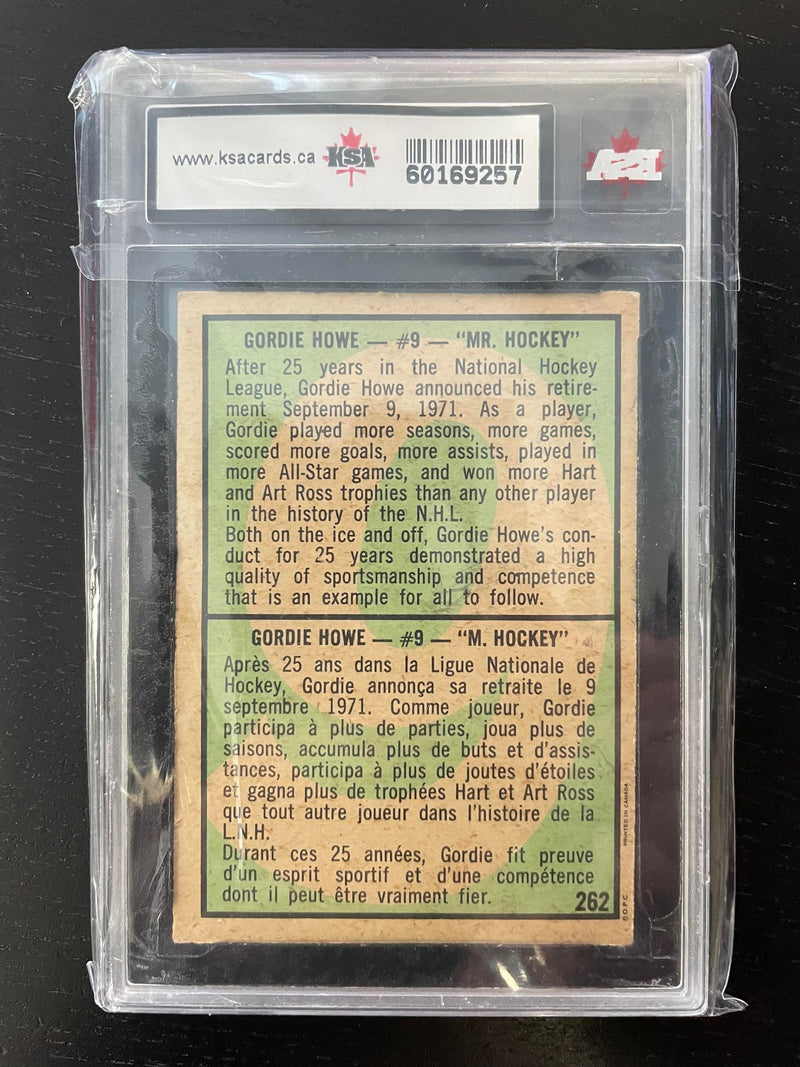 www.ksacards.ca KSA
60169257
KSA
GORDIE HOWE — #9 — “MR. HOCKEY”
After 25 years in the National Hockey
League, Gordie Howe announced his retire-
ment September 9, 1971. As a player,
Gordie played more seasons, more games,
scored more goals, more assists, played in
more All-Star games, and won more Hart
and Art Ross trophies than any other player
in the history of the N.H.L.
Both on the ice and off, Gordie Howe’s con-
duct for 25 years demonstrated a high
quality of sportsmanship and competence
that is an example for all to follow.
GORDIE HOWE — #9 — “M. HOCKEY”
Après 25 ans dans la Ligue Nationale de
Hockey, Gordie annonça sa retraite le 9
septembre 1971. Comme joueur, Gordie
participa à plus de parties, joua plus de
saisons, accumula plus de buts et d’assis-
tances, participa à plus de joutes d’étoiles
et gagna plus de trophées Hart et Art Ross
que tout autre joueur dans l’histoire de la
L.N.H.
Durant ces 25 années, Gordie fit preuve
d’un esprit sportif et d’une compétence
dont il peut être vraiment fier.
262
© O.P.C.
PRINTED IN CANADA